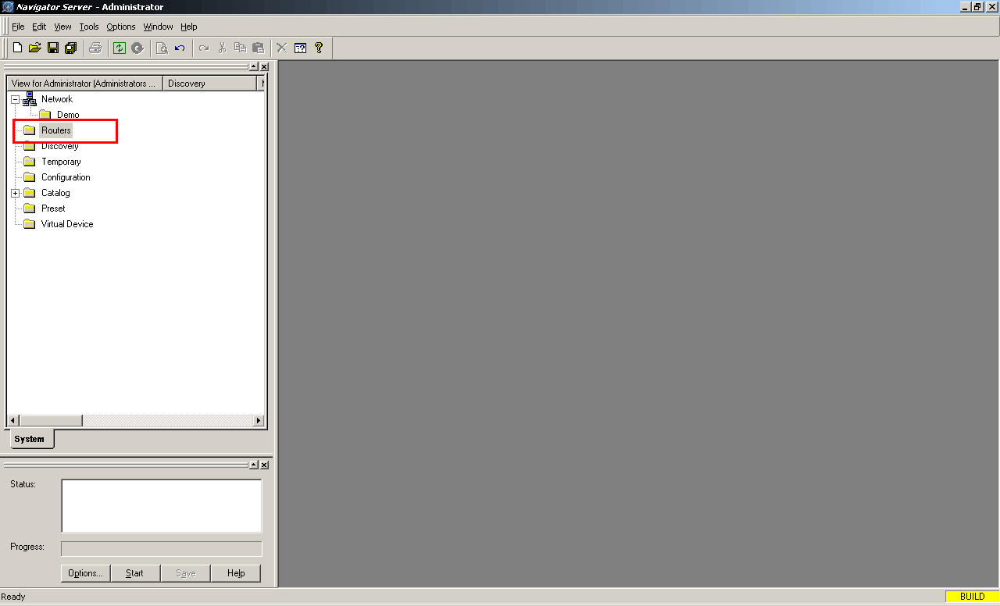 Navigator Server - Administrator
File Edit View Tools Options Window Help
View for Administrator (Administrators ... Discovery
Network
Demo
Routers
Discovery
Temporary
Configuration
Catalog
Preset
Virtual Device
System
Status:
Progress:
Options... Start Save Help
Ready BUILD